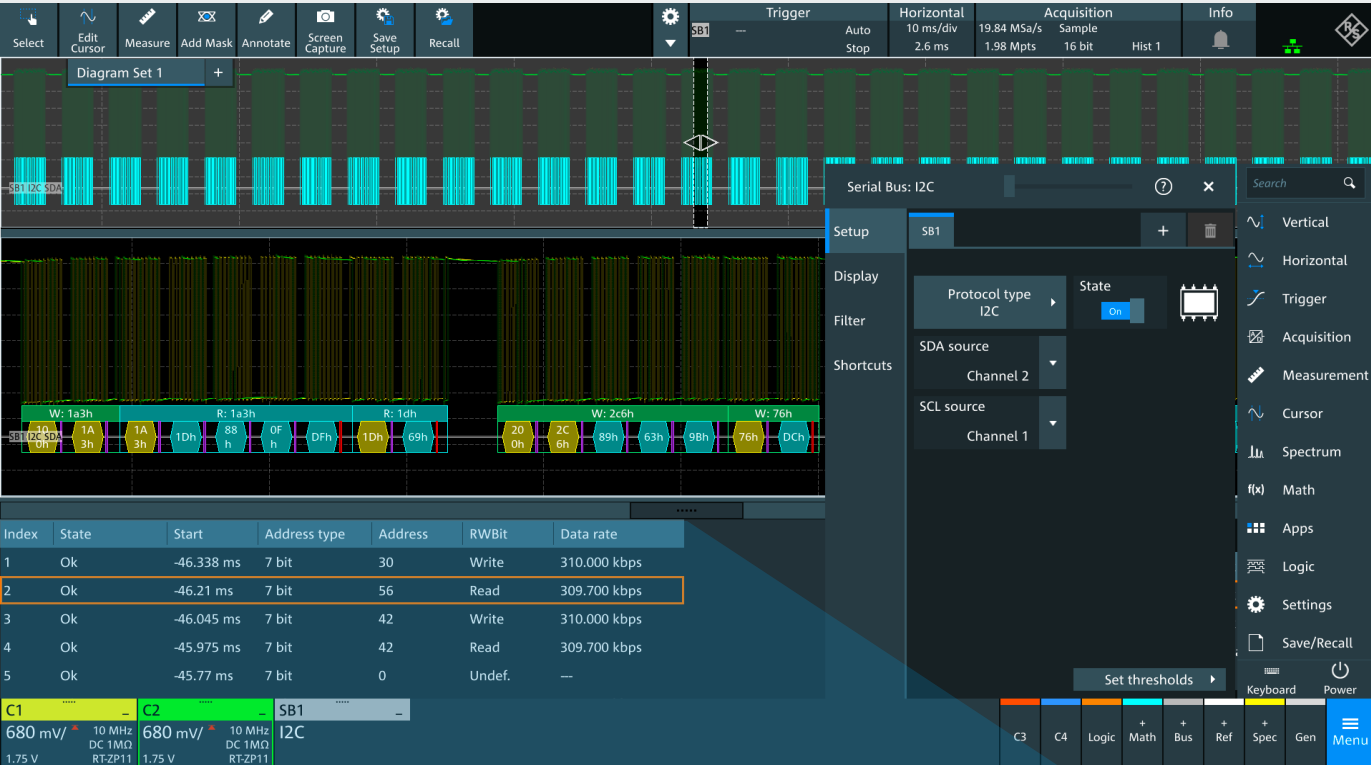 Select
Edit
Cursor
Measure
Add Mask
Annotate
Screen
Capture
Save
Setup
Recall
SB1
Trigger
---
Auto
Stop
Horizontal
10 ms/div
2.6 ms
Acquisition
19.84 MSa/s Sample
1.98 Mpts 16 bit Hist 1
Info
R S
Diagram Set 1 +
SB1 I2C SDA
W: 1a3h R: 1a3h R: 1dh W: 2c6h W: 76h
SB1 I2C SDA
10
0h
1A
3h
1A
3h
1Dh
88
h
0F
h
DFh
1Dh
69h
20
0h
2C
6h
89h
63h
9Bh
76h
DCh
Index State Start Address type Address RWBit Data rate
1 Ok -46.338 ms 7 bit 30 Write 310.000 kbps
2 Ok -46.21 ms 7 bit 56 Read 309.700 kbps
3 Ok -46.045 ms 7 bit 42 Write 310.000 kbps
4 Ok -45.975 ms 7 bit 42 Read 309.700 kbps
5 Ok -45.77 ms 7 bit 0 Undef. ---
Serial Bus: I2C
?
Setup
Display
Filter
Shortcuts
SB1
+
Protocol type
I2C
State
On
SDA source
Channel 2
SCL source
Channel 1
Set thresholds
Search
Vertical
Horizontal
Trigger
Acquisition
Measurement
Cursor
Spectrum
f(x) Math
Apps
Logic
Settings
Save/Recall
Keyboard
Power
C1
680 mV/
10 MHz
DC 1MΩ
1.75 V RT-ZP11
C2
680 mV/
10 MHz
DC 1MΩ
1.75 V RT-ZP11
SB1
I2C
C3
C4
Logic
+
Math
+
Bus
+
Ref
+
Spec
Gen
Menu